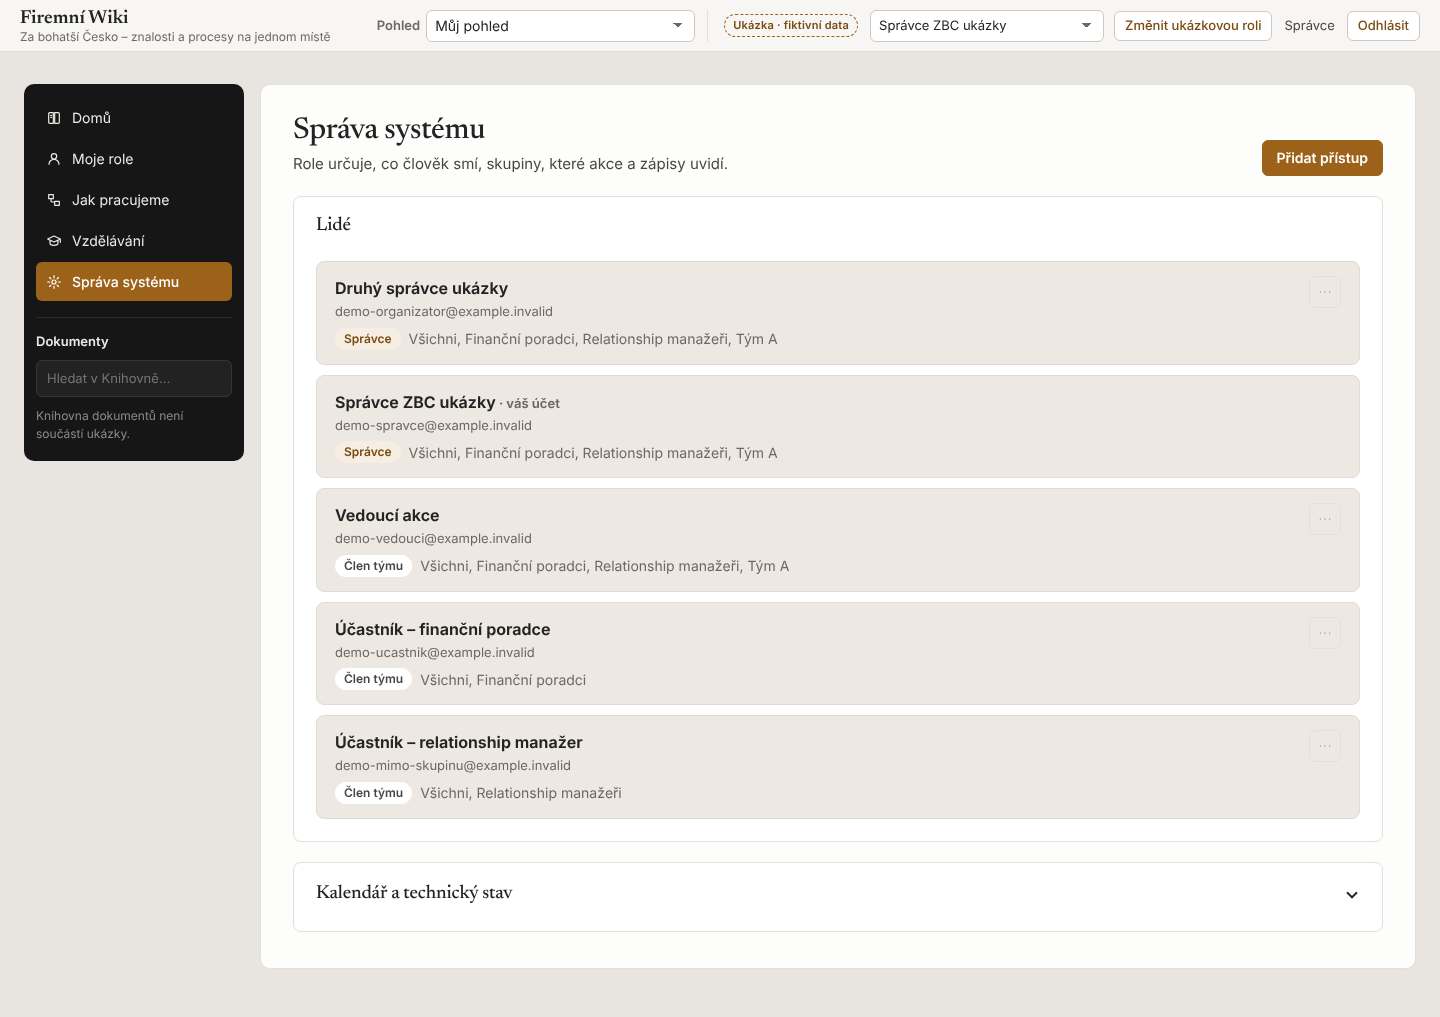 Firemní Wiki
Za bohatší Česko – znalosti a procesy na jednom místě
Pohled
Můj pohled
Ukázka · fiktivní data
Správce ZBC ukázky
Změnit ukázkovou roli
Správce
Odhlásit
Domů
Moje role
Jak pracujeme
Vzdělávání
Správa systému
Dokumenty
Hledat v Knihovně…
Knihovna dokumentů není
součástí ukázky.
Správa systému
Role určuje, co člověk smí, skupiny, které akce a zápisy uvidí.
Přidat přístup
Lidé
Druhý správce ukázky
demo-organizator@example.invalid
Správce Všichni, Finanční poradci, Relationship manažeři, Tým A
···
Správce ZBC ukázky · váš účet
demo-spravce@example.invalid
Správce Všichni, Finanční poradci, Relationship manažeři, Tým A
Vedoucí akce
demo-vedouci@example.invalid
Člen týmu Všichni, Finanční poradci, Relationship manažeři, Tým A
···
Účastník – finanční poradce
demo-ucastnik@example.invalid
Člen týmu Všichni, Finanční poradci
···
Účastník – relationship manažer
demo-mimo-skupinu@example.invalid
Člen týmu Všichni, Relationship manažeři
···
Kalendář a technický stav